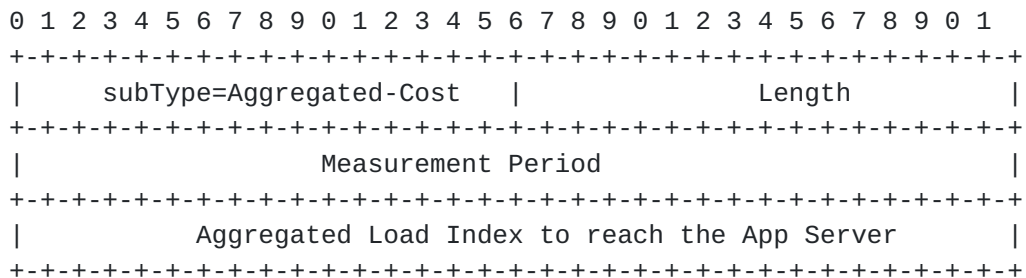 0 1 2 3 4 5 6 7 8 9 0 1 2 3 4 5 6 7 8 9 0 1 2 3 4 5 6 7 8 9 0 1
+-+-+-+-+-+-+-+-+-+-+-+-+-+-+-+-+-+-+-+-+-+-+-+-+-+-+-+-+-+-+-+-+
|     subType=Aggregated-Cost   |               Length          |
+-+-+-+-+-+-+-+-+-+-+-+-+-+-+-+-+-+-+-+-+-+-+-+-+-+-+-+-+-+-+-+-+
|                   Measurement Period                          |
+-+-+-+-+-+-+-+-+-+-+-+-+-+-+-+-+-+-+-+-+-+-+-+-+-+-+-+-+-+-+-+-+
|           Aggregated Load Index to reach the App Server       |
+-+-+-+-+-+-+-+-+-+-+-+-+-+-+-+-+-+-+-+-+-+-+-+-+-+-+-+-+-+-+-+-+